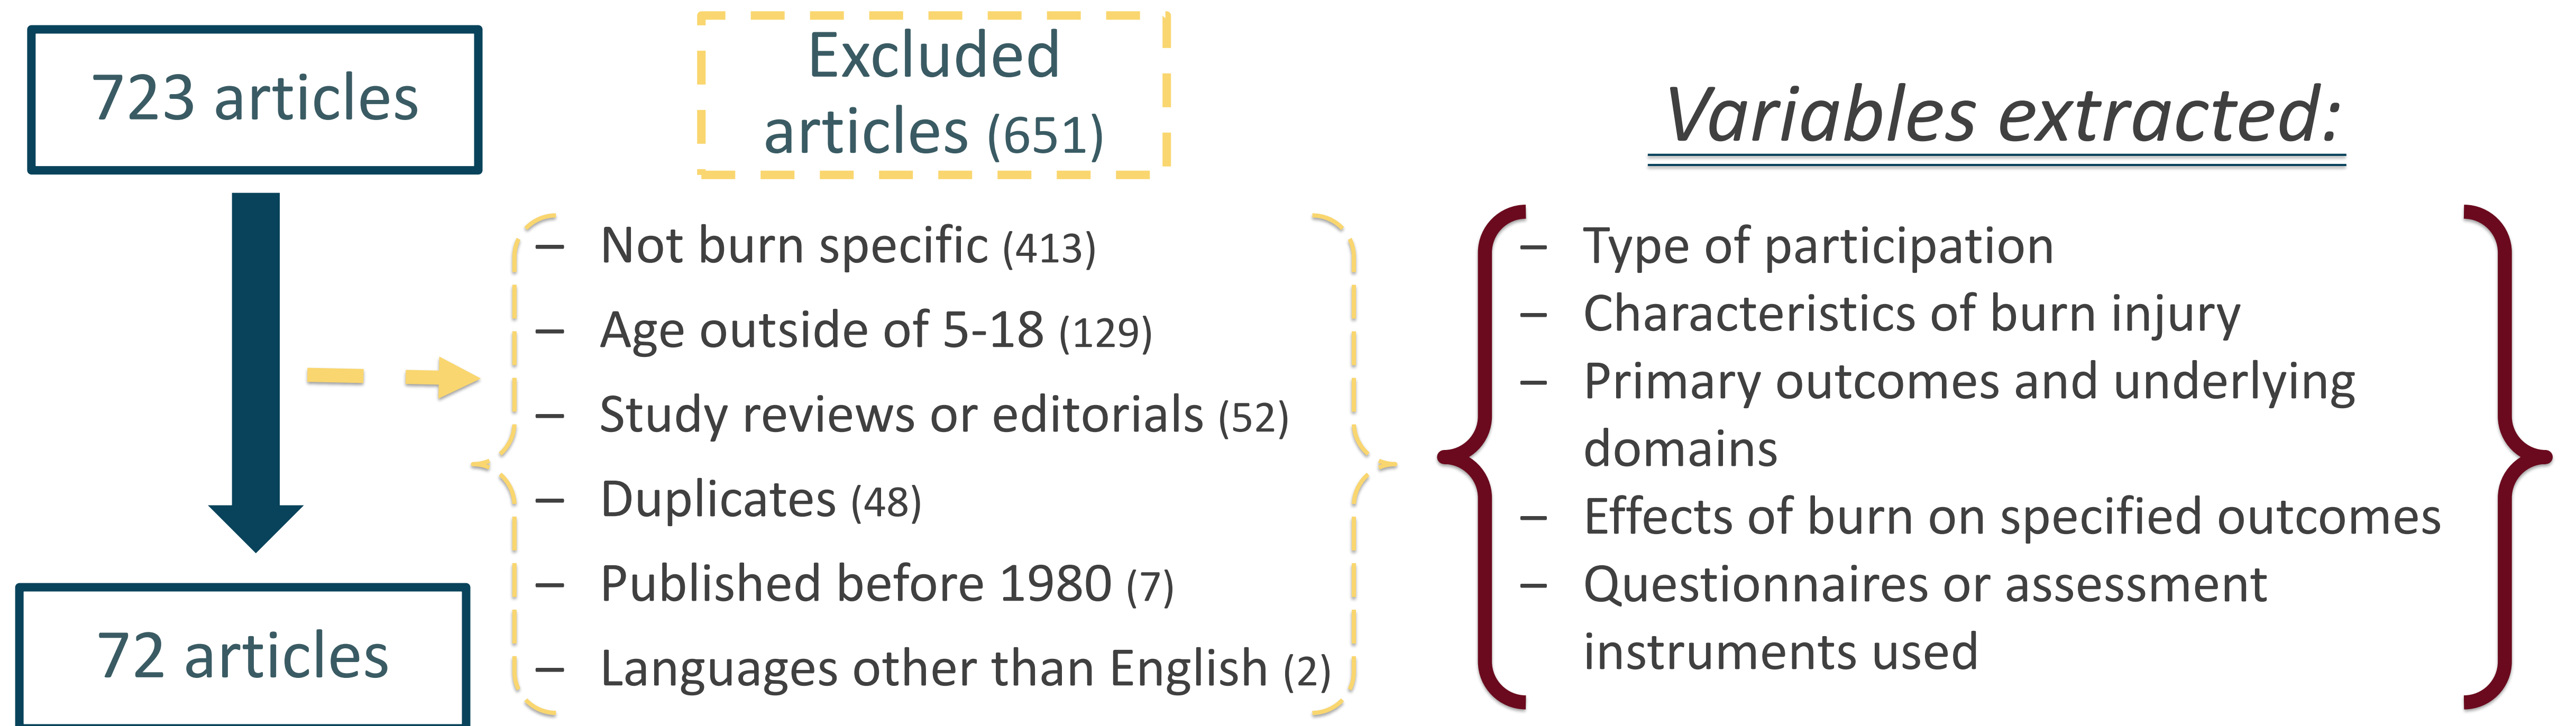 723 articles
72 articles
Excluded
articles (651)
– Not burn specific (413)
– Age outside of 5-18 (129)
– Study reviews or editorials (52)
– Duplicates (48)
– Published before 1980 (7)
– Languages other than English (2)
Variables extracted:
– Type of participation
– Characteristics of burn injury
– Primary outcomes and underlying
domains
– Effects of burn on specified outcomes
– Questionnaires or assessment
instruments used